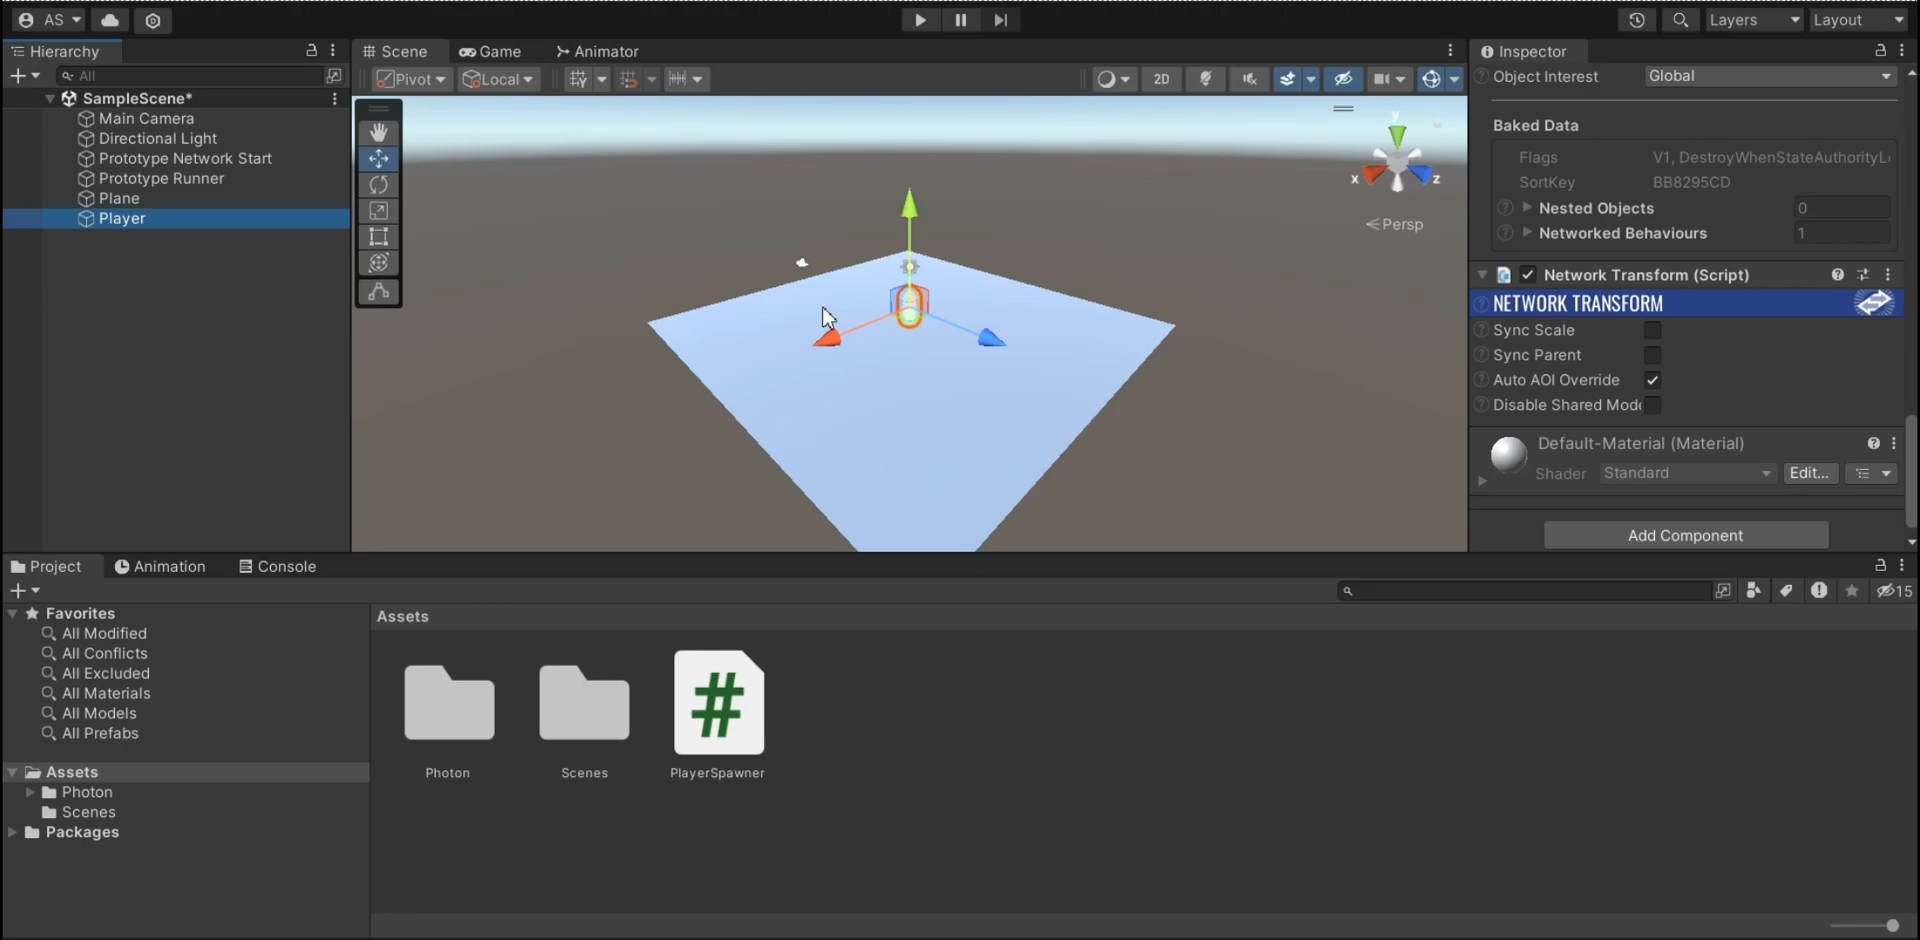 AS
Layers
Layout
Hierarchy
All
SampleScene*
Main Camera
Directional Light
Prototype Network Start
Prototype Runner
Plane
Player
Scene
Game
Animator
Pivot
Local
2D
y
x
z
Persp
Inspector
Object Interest
Global
Baked Data
Flags
V1, DestroyWhenStateAuthorityL
SortKey
BB8295CD
Nested Objects
0
Networked Behaviours
1
Network Transform (Script)
NETWORK TRANSFORM
Sync Scale
Sync Parent
Auto AOI Override
Disable Shared Mod
Default-Material (Material)
Shader
Standard
Edit...
Add Component
Project
Animation
Console
15
Favorites
All Modified
All Conflicts
All Excluded
All Materials
All Models
All Prefabs
Assets
Photon
Scenes
Packages
Assets
Photon
Scenes
#
PlayerSpawner